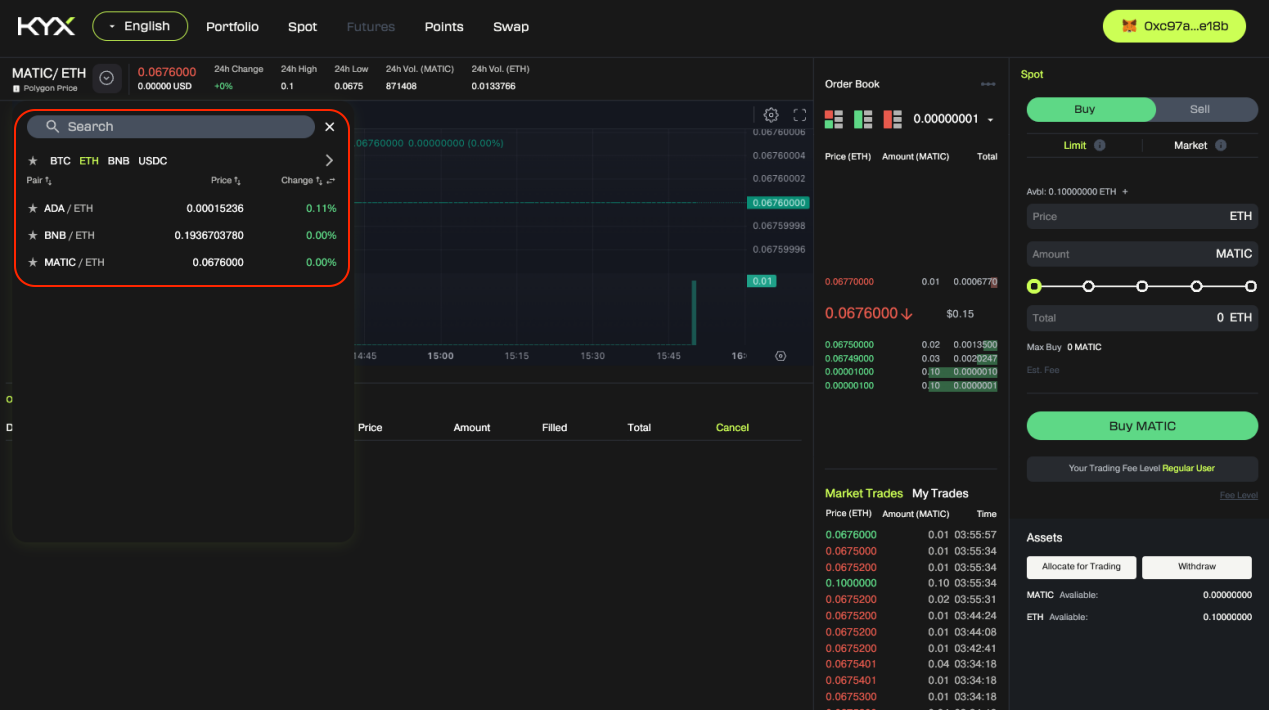 KYX English Portfolio Spot Futures Points Swap 0xc97a...e18b
MATIC/ ETH
Polygon Price
0.0676000
0.00000 USD
24h Change
+0%
24h High
0.1
24h Low
0.0675
24h Vol. (MATIC)
871408
24h Vol. (ETH)
0.0133766
Search
BTC ETH BNB USDC
Pair Price Change
ADA / ETH 0.00015236 0.11%
BNB / ETH 0.1936703780 0.00%
MATIC / ETH 0.0676000 0.00%
.06760000 0.00000000 (0.00%)
0.06760006
0.06760004
0.06760002
0.06760000
0.06759998
0.06759996
0.01
14:45 15:00 15:15 15:30 15:45 16:
Price Amount Filled Total Cancel
Order Book
0.00000001
Price (ETH) Amount (MATIC) Total
0.06770000 0.01 0.0006770
0.0676000 $0.15
0.06750000 0.02 0.0013500
0.06749000 0.03 0.0020247
0.00001000 0.10 0.0000010
0.00000100 0.10 0.0000001
Market Trades My Trades
Price (ETH) Amount (MATIC) Time
0.0676000 0.01 03:55:57
0.0675000 0.01 03:55:34
0.0675200 0.01 03:55:34
0.1000000 0.10 03:55:34
0.0675200 0.02 03:55:31
0.0675200 0.01 03:44:24
0.0675200 0.01 03:44:08
0.0675200 0.01 03:42:41
0.0675401 0.04 03:34:18
0.0675401 0.01 03:34:18
0.0675300 0.01 03:34:18
Spot
Buy Sell
Limit Market
Avbl: 0.10000000 ETH +
Price ETH
Amount MATIC
Total 0 ETH
Max Buy 0 MATIC
Est. Fee
Buy MATIC
Your Trading Fee Level Regular User
Fee Level
Assets
Allocate for Trading Withdraw
MATIC Avaliable: 0.00000000
ETH Avaliable: 0.10000000